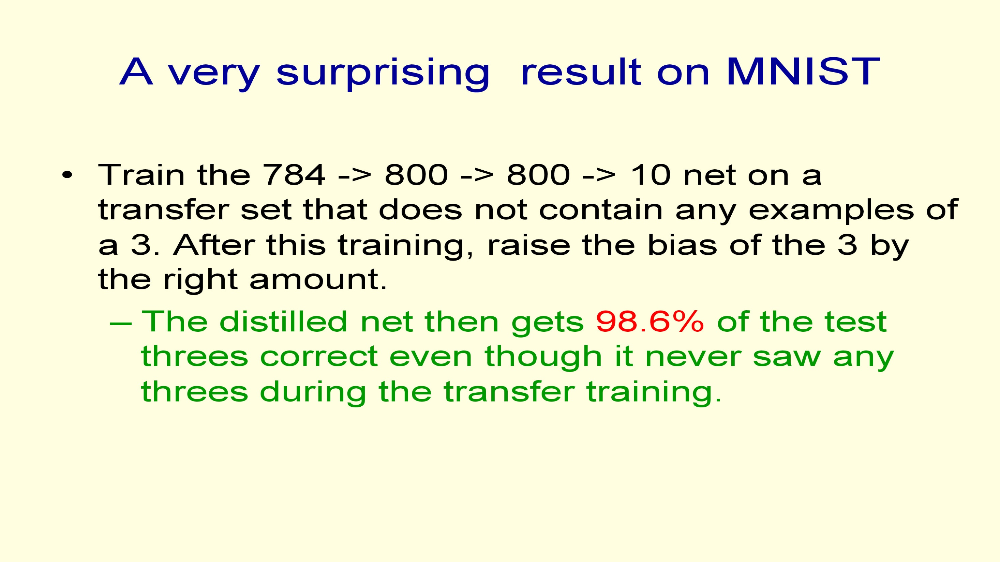 A very surprising  result on MNIST
• Train the 784 -> 800 -> 800 -> 10 net on a
transfer set that does not contain any examples of
a 3. After this training, raise the bias of the 3 by
the right amount.
– The distilled net then gets 98.6% of the test
threes correct even though it never saw any
threes during the transfer training.